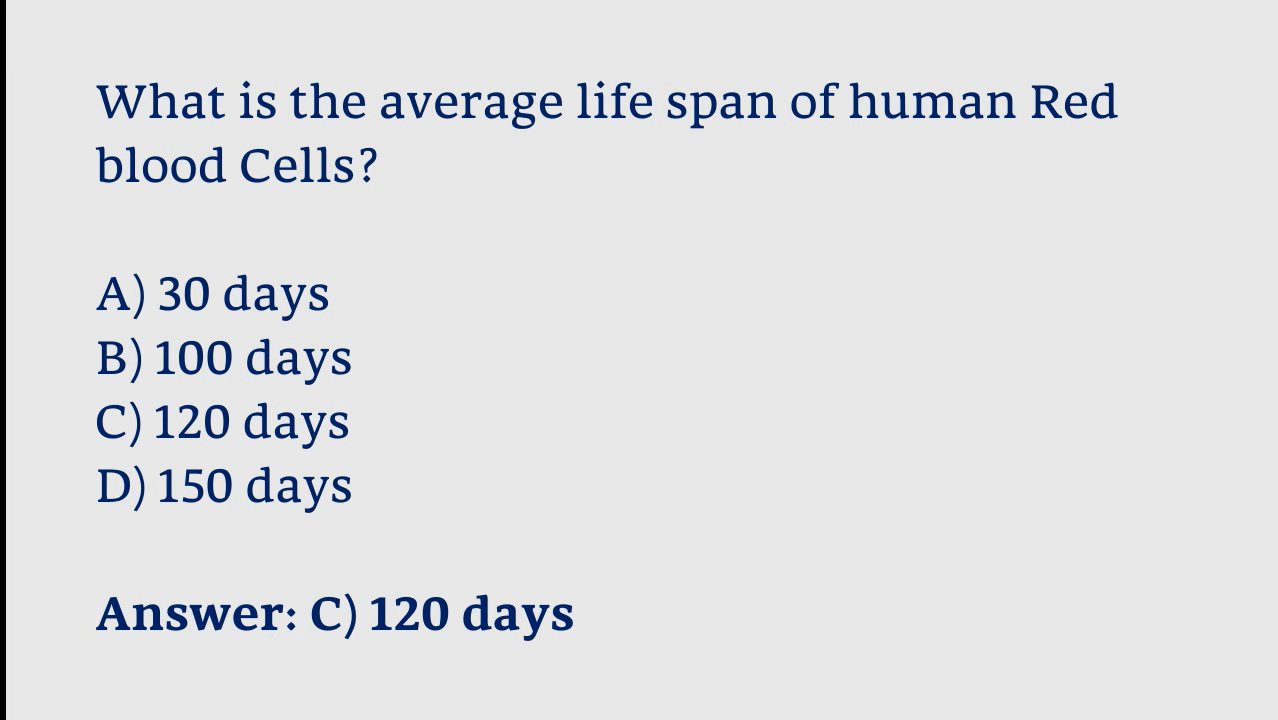 What is the average life span of human Red
blood Cells?
A) 30 days
B) 100 days
C) 120 days
D) 150 days
Answer: C) 120 days